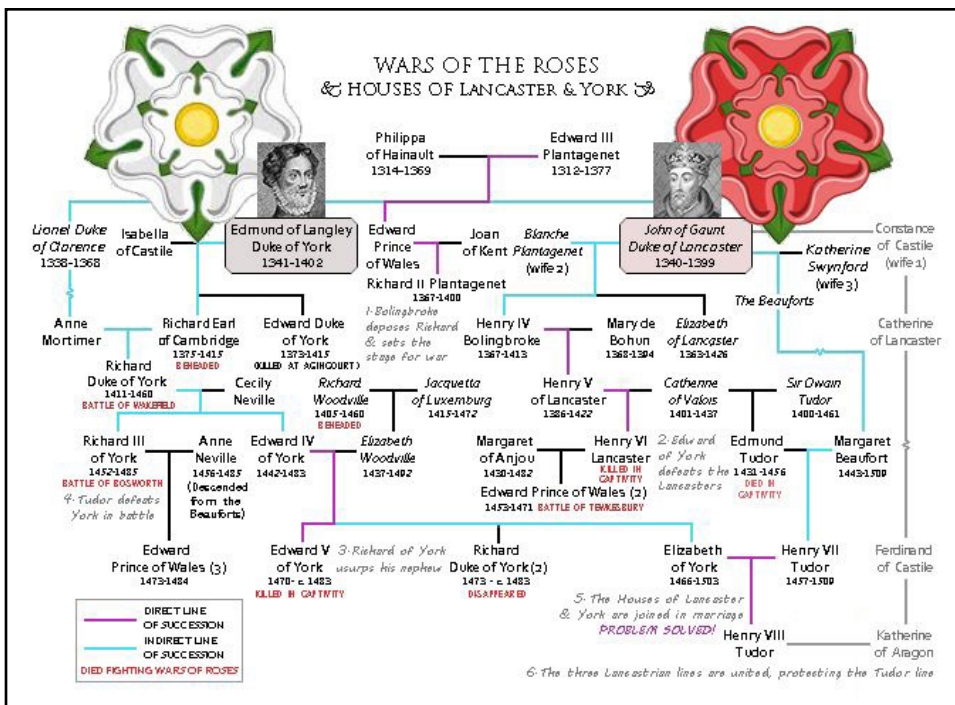 WARS OF THE ROSES
& HOUSES OF LANCASTER & YORK
Philippa
of Hainault
1314-1369
Edward III
Plantagenet
1312-1377
Lionel Duke
of Clarence
1338-1368
Isabella
of Castile
Edmund of Langley
Duke of York
1341-1402
Edward
Prince
of Wales
Joan
of Kent
Blanche
Plantagenet
(wife 2)
John of Gaunt
Duke of Lancaster
1340-1399
Constance
of Castile
(wife 1)
Katherine
Swynford
(wife 3)
Richard II Plantagenet
1367-1400
1. Bolingbroke
deposes Richard
& sets the
stage for war
The Beauforts
Anne
Mortimer
Richard Earl
of Cambridge
1375-1415
BEHEADED
Edward Duke
of York
1373-1415
(KILLED AT AGINCOURT)
Henry IV
Bolingbroke
1367-1413
Mary de
Bohun
1368-1394
Elizabeth
of Lancaster
1363-1426
Catherine
of Lancaster
Richard
Duke of York
1411-1460
BATTLE OF WAKEFIELD
Cecily
Neville
Richard
Woodville
1405-1460
BEHEADED
Jacquetta
of Luxemburg
1415-1472
Henry V
of Lancaster
1386-1422
Catherine
of Valois
1401-1437
Sir Owain
Tudor
1400-1461
Richard III
of York
1452-1485
BATTLE OF BOSWORTH
4. Tudor defeats
York in battle
Anne
Neville
1456-1485
(Descended
from the
Beauforts)
Edward IV
of York
1442-1483
Elizabeth
Woodville
1437-1492
Margaret
of Anjou
1430-1482
Henry VI
Lancaster
KILLED IN
CAPTIVITY
2. Edward
of York
defeats the
Lancasters
Edmund
Tudor
1431-1456
DIED IN
CAPTIVITY
Margaret
Beaufort
1443-1509
Edward Prince of Wales (2)
1453-1471 BATTLE OF TEWKESBURY
Edward
Prince of Wales (3)
1473-1484
Edward V
1470- c. 1483
KILLED IN CAPTIVITY
3. Richard of York
usurps his nephew
Richard
Duke of York (2)
1473 - c. 1483
DISAPPEARED
Elizabeth
of York
1466-1503
Henry VII
Tudor
1457-1509
Ferdinand
of Castile
5. The Houses of Lancaster
& York are joined in marriage
PROBLEM SOLVED!
Henry VIII
Tudor
Katherine
of Aragon
6. The three Lancastrian lines are united, protecting the Tudor line
DIRECT LINE
OF SUCCESSION
INDIRECT LINE
OF SUCCESSION
DIED FIGHTING WARS OF ROSES